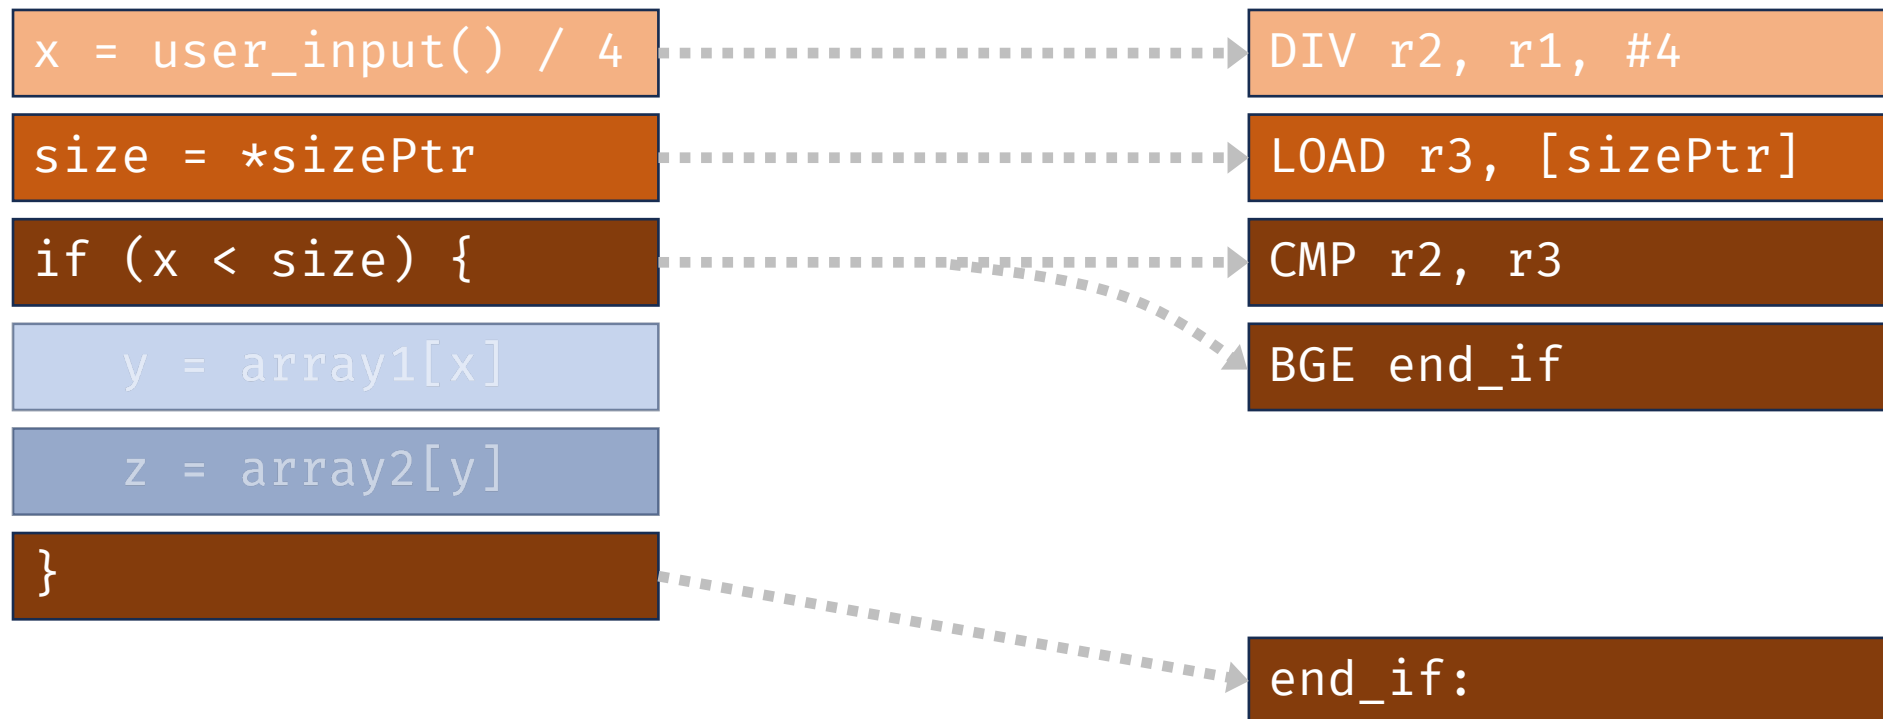 x = user_input() / 4
size = *sizePtr
if (x < size) {
    y = array1[x]
    z = array2[y]
}
DIV r2, r1, #4
LOAD r3, [sizePtr]
CMP r2, r3
BGE end_if
end_if: